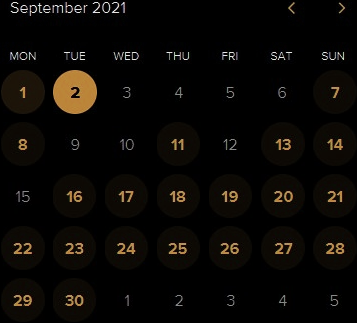 September 2021
MON TUE WED THU FRI SAT SUN
1 2 3 4 5 6 7
8 9 10 11 12 13 14
15 16 17 18 19 20 21
22 23 24 25 26 27 28
29 30 1 2 3 4 5